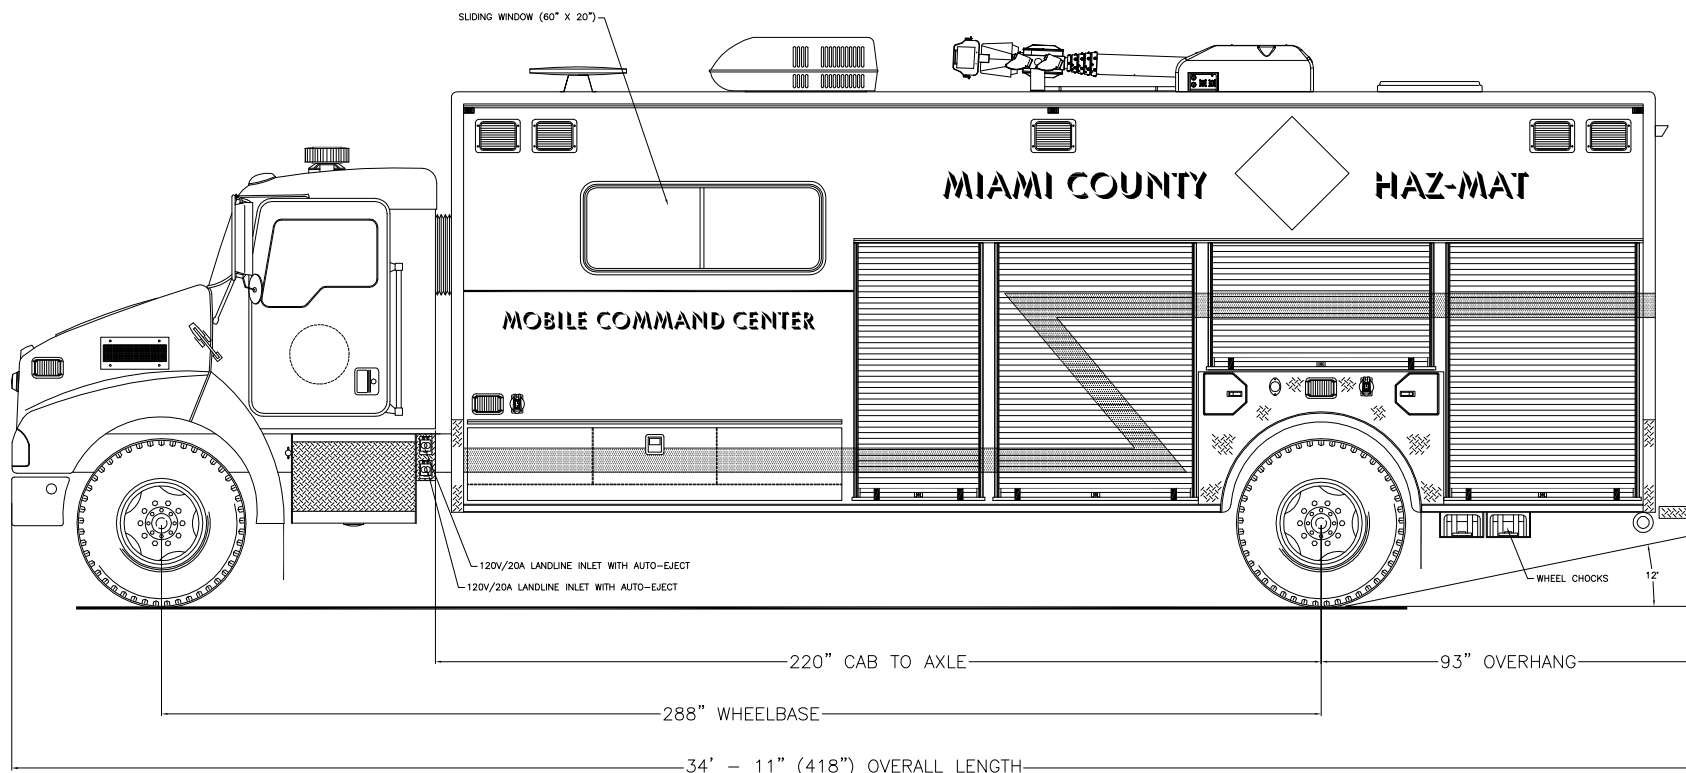 SLIDING WINDOW (60" X 20")
MIAMI COUNTY HAZ-MAT
MOBILE COMMAND CENTER
120V/20A LANDLINE INLET WITH AUTO-EJECT
120V/20A LANDLINE INLET WITH AUTO-EJECT
WHEEL CHOCKS
12°
220" CAB TO AXLE
93" OVERHANG
288" WHEELBASE
34' - 11" (418") OVERALL LENGTH